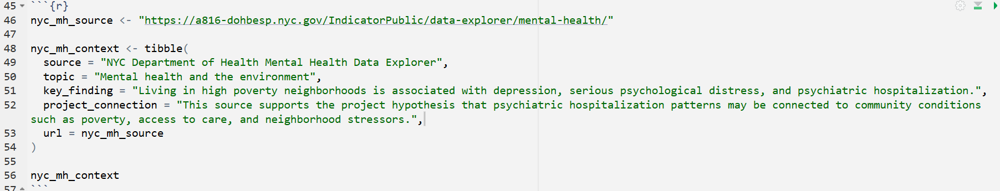 45 ```{r}
46 nyc_mh_source <- "https://a816-dohbesp.nyc.gov/IndicatorPublic/data-explorer/mental-health/"
47
48 nyc_mh_context <- tibble(
49   source = "NYC Department of Health Mental Health Data Explorer",
50   topic = "Mental health and the environment",
51   key_finding = "Living in high poverty neighborhoods is associated with depression, serious psychological distress, and psychiatric hospitalization.",
52   project_connection = "This source supports the project hypothesis that psychiatric hospitalization patterns may be connected to community conditions
such as poverty, access to care, and neighborhood stressors.",
53   url = nyc_mh_source
54 )
55
56 nyc_mh_context
57 ```